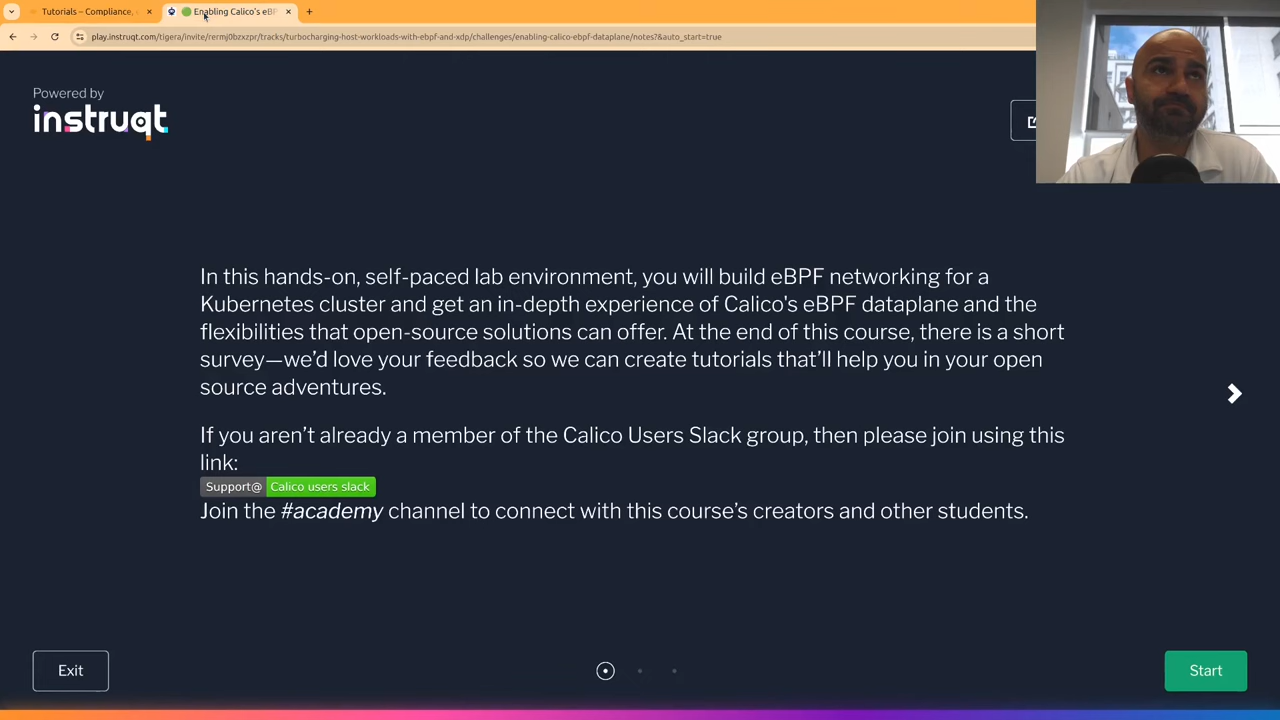 Tutorials – Compliance,
Enabling Calico's eBP
play.instruqt.com/tigera/invite/rermj0bzxzpr/tracks/turbocharging-host-workloads-with-ebpf-and-xdp/challenges/enabling-calico-ebpf-dataplane/notes?&auto_start=true
Powered by
instruqt
In this hands-on, self-paced lab environment, you will build eBPF networking for a
Kubernetes cluster and get an in-depth experience of Calico's eBPF dataplane and the
flexibilities that open-source solutions can offer. At the end of this course, there is a short
survey—we’d love your feedback so we can create tutorials that’ll help you in your open
source adventures.
If you aren’t already a member of the Calico Users Slack group, then please join using this
link:
Support@ Calico users slack
Join the #academy channel to connect with this course’s creators and other students.
Exit
Start